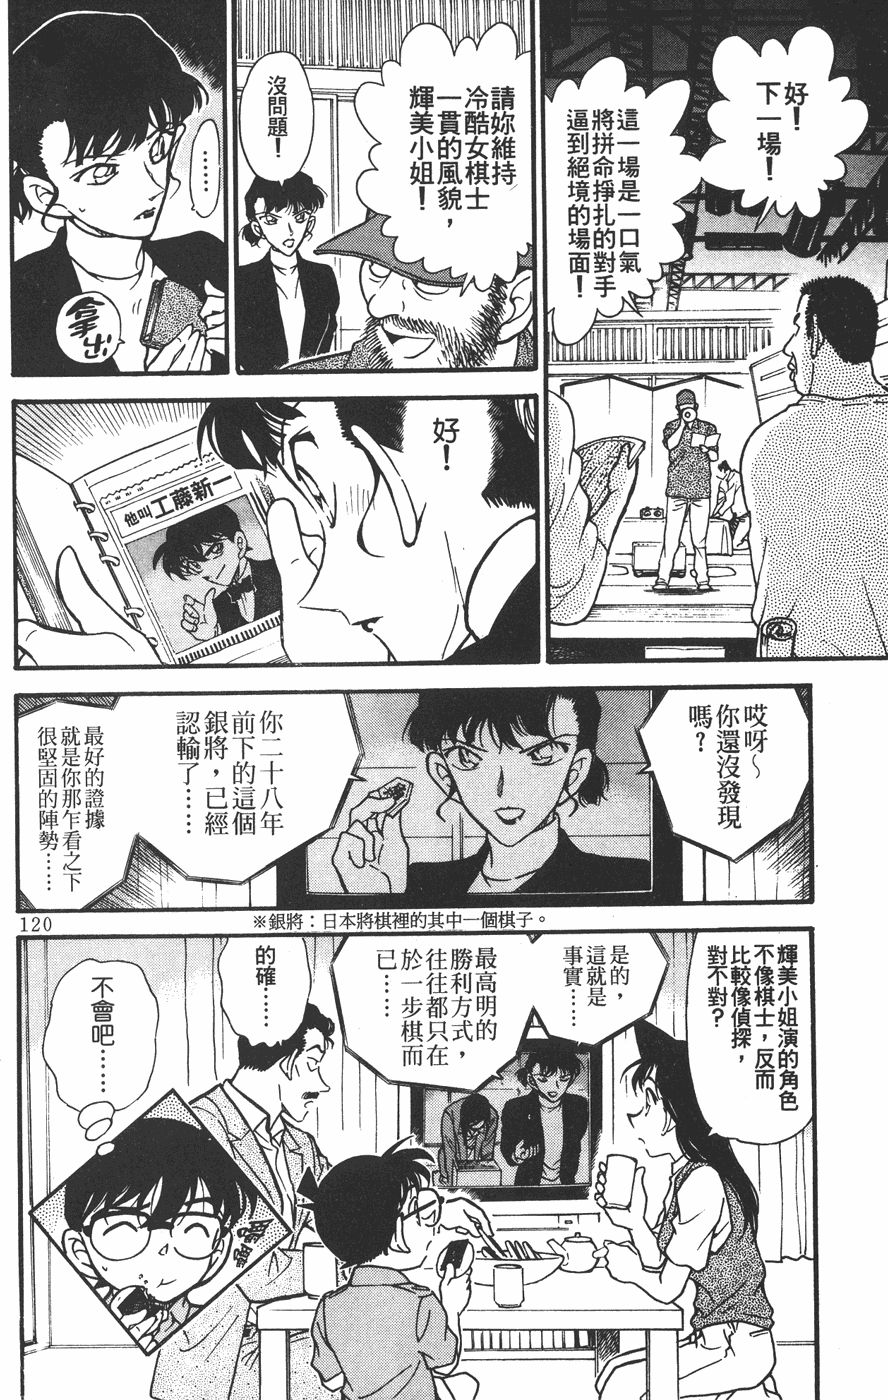 好！
下一場！
這一場是一口氣
將拼命掙扎的對手
逼到絕境的場面！
請妳維持
冷酷女棋士
一貫的風貌，
輝美小姐！
沒問題！
……
拿出
好！
他叫工藤新一
哎呀～
你還沒發現
嗎？
你二十八年
前下的這個
銀將，已經
認輸了……
最好的證據
就是你那乍看之下
很堅固的陣勢……
120
※銀將：日本將棋裡的其中一個棋子。
輝美小姐演的角色
不像棋士，反而
比較像偵探，
對不對？
是的，
這就是
事實……
最高明的
勝利方式，
往往都只在
於一步棋而
已……
的確……
不會吧……